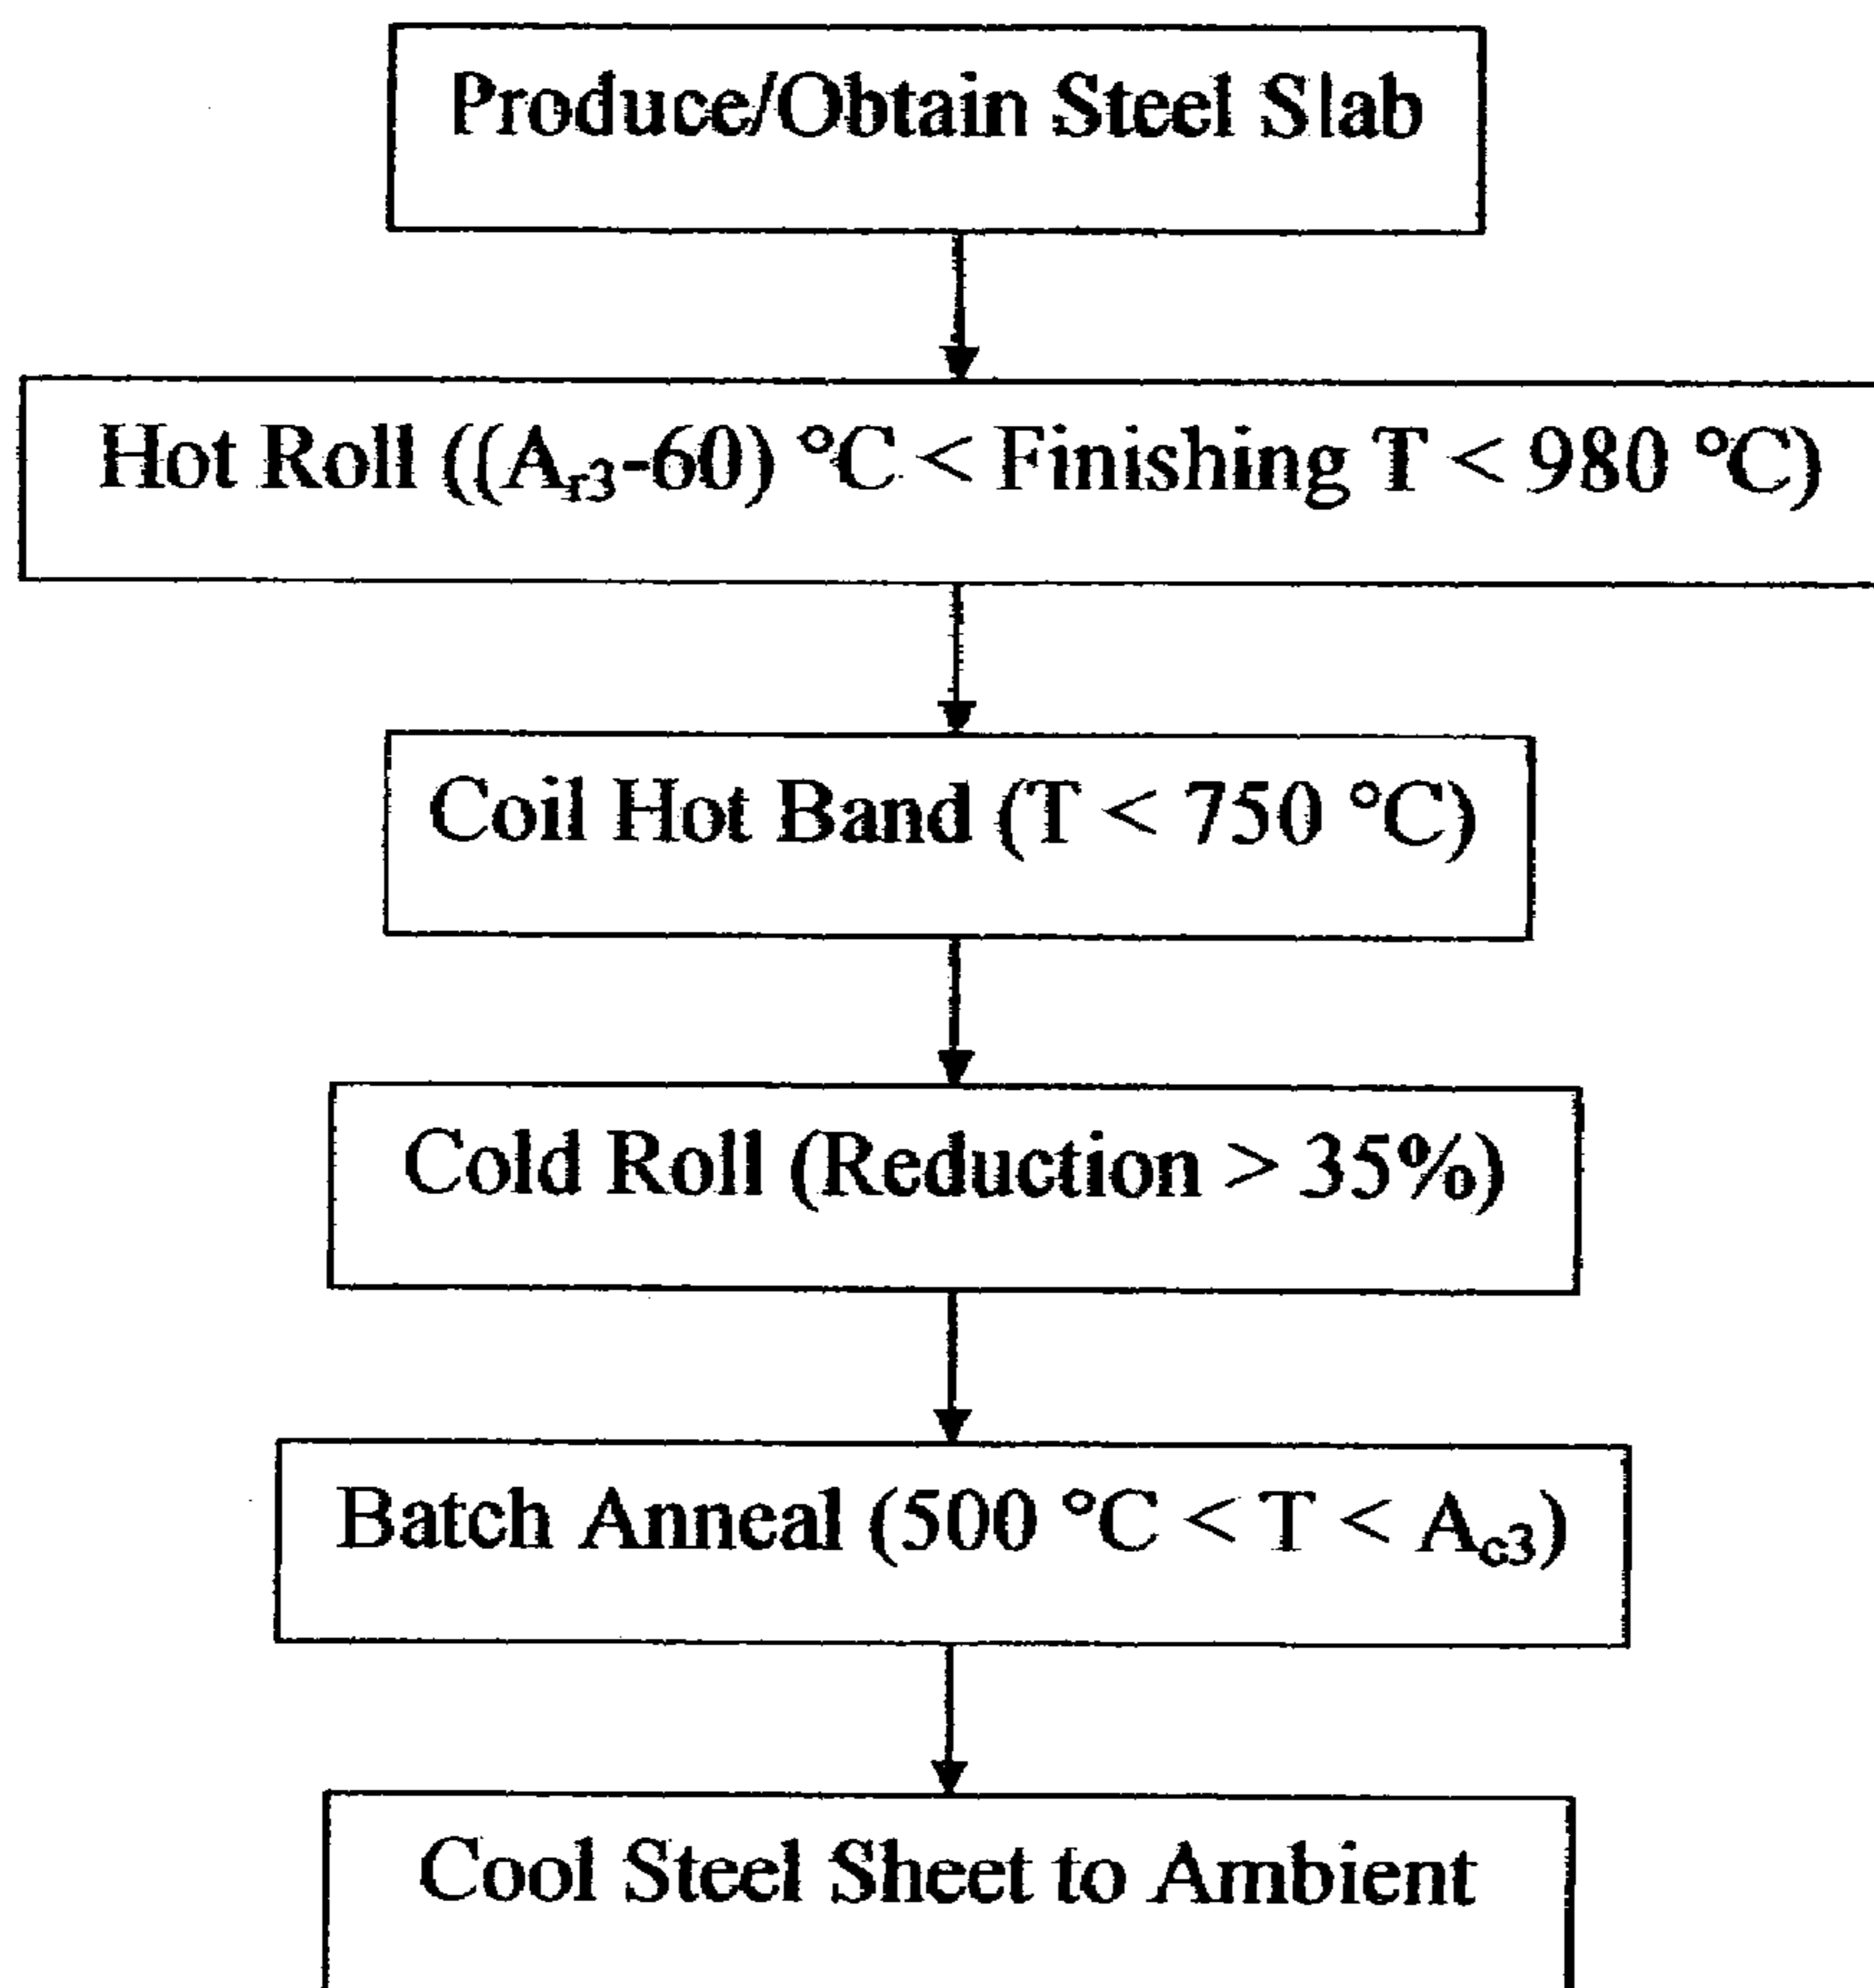 Produce/Obtain Steel Slab
Hot Roll ((Ar3-60) °C < Finishing T < 980 °C)
Coil Hot Band (T < 750 °C)
Cold Roll (Reduction > 35%)
Batch Anneal (500 °C < T < Ac3)
Cool Steel Sheet to Ambient